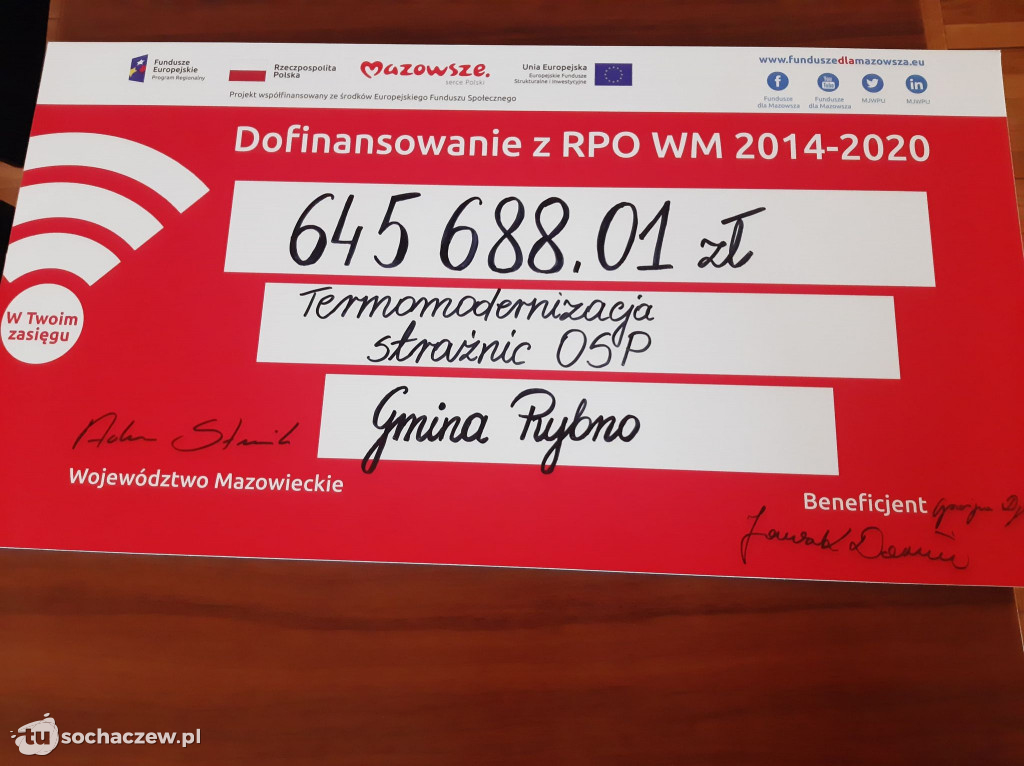 Fundusze
Europejskie
Program Regionalny
Rzeczpospolita
Polska
Mazowsze.
serce Polski
Unia Europejska
Europejskie Fundusze
Strukturalne i Inwestycyjne
www.funduszedlamazowsza.eu
Fundusze
dla Mazowsza
Fundusze
dla Mazowsza
MJWPU
MJWPU
Projekt współfinansowany ze środków Europejskiego Funduszu Społecznego
Dofinansowanie z RPO WM 2014-2020
645 688.01 zł
Termomodernizacja
strażnic OSP
W Twoim
zasięgu
Gmina Rybno
Adam
Województwo Mazowieckie
Beneficjent
tusochaczew.pl